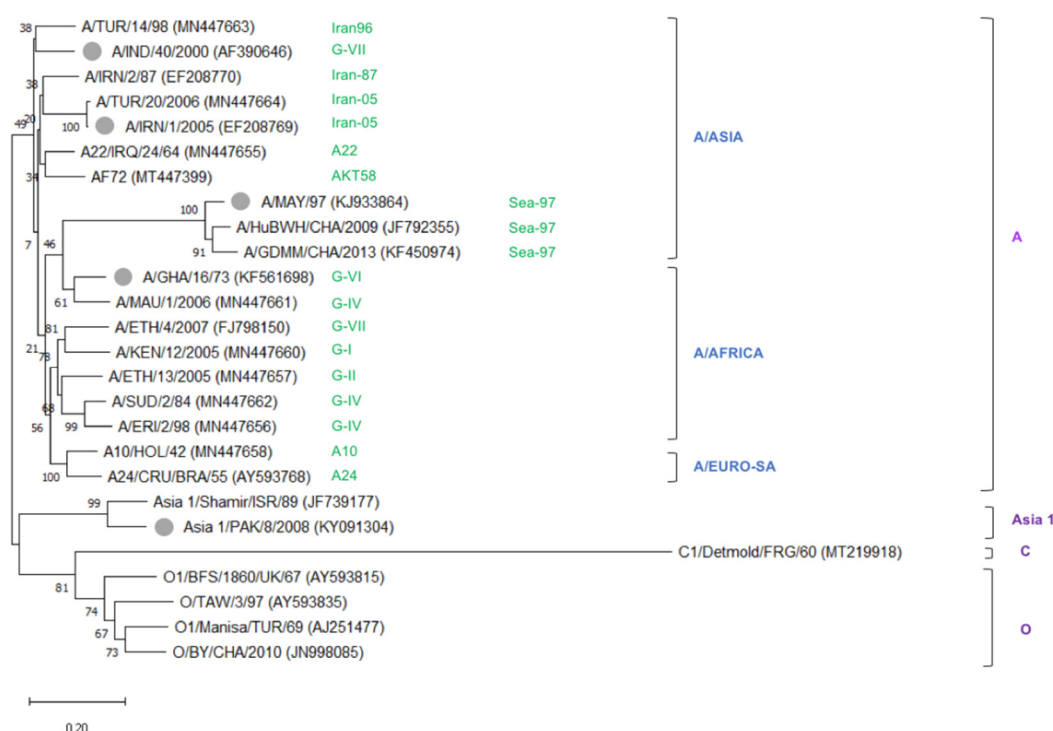 38
A/TUR/14/98 (MN447663) Iran96
A/IND/40/2000 (AF390646) G-VII
38
A/IRN/2/87 (EF208770) Iran-87
A/TUR/20/2006 (MN447664) Iran-05
49 20 100
A/IRN/1/2005 (EF208769) Iran-05
A/ASIA
A22/IRQ/24/64 (MN447655) A22
34
AF72 (MT447399) AKT58
100
A/MAY/97 (KJ933864) Sea-97
A/HuBWH/CHA/2009 (JF792355) Sea-97
A
7 46 91
A/GDMM/CHA/2013 (KF450974) Sea-97
A/GHA/16/73 (KF561698) G-VI
61
A/MAU/1/2006 (MN447661) G-IV
81
A/ETH/4/2007 (FJ798150) G-VII
21 78
A/KEN/12/2005 (MN447660) G-I
A/AFRICA
A/ETH/13/2005 (MN447657) G-II
68
A/SUD/2/84 (MN447662) G-IV
56 99
A/ERI/2/98 (MN447656) G-IV
A10/HOL/42 (MN447658) A10
A/EURO-SA
100
A24/CRU/BRA/55 (AY593768) A24
99
Asia 1/Shamir/ISR/89 (JF739177)
Asia 1
Asia 1/PAK/8/2008 (KY091304)
C1/Detmold/FRG/60 (MT219918) C
81
O1/BFS/1860/UK/67 (AY593815)
74
O/TAW/3/97 (AY593835)
67
O1/Manisa/TUR/69 (AJ251477) O
73
O/BY/CHA/2010 (JN998085)
0.20